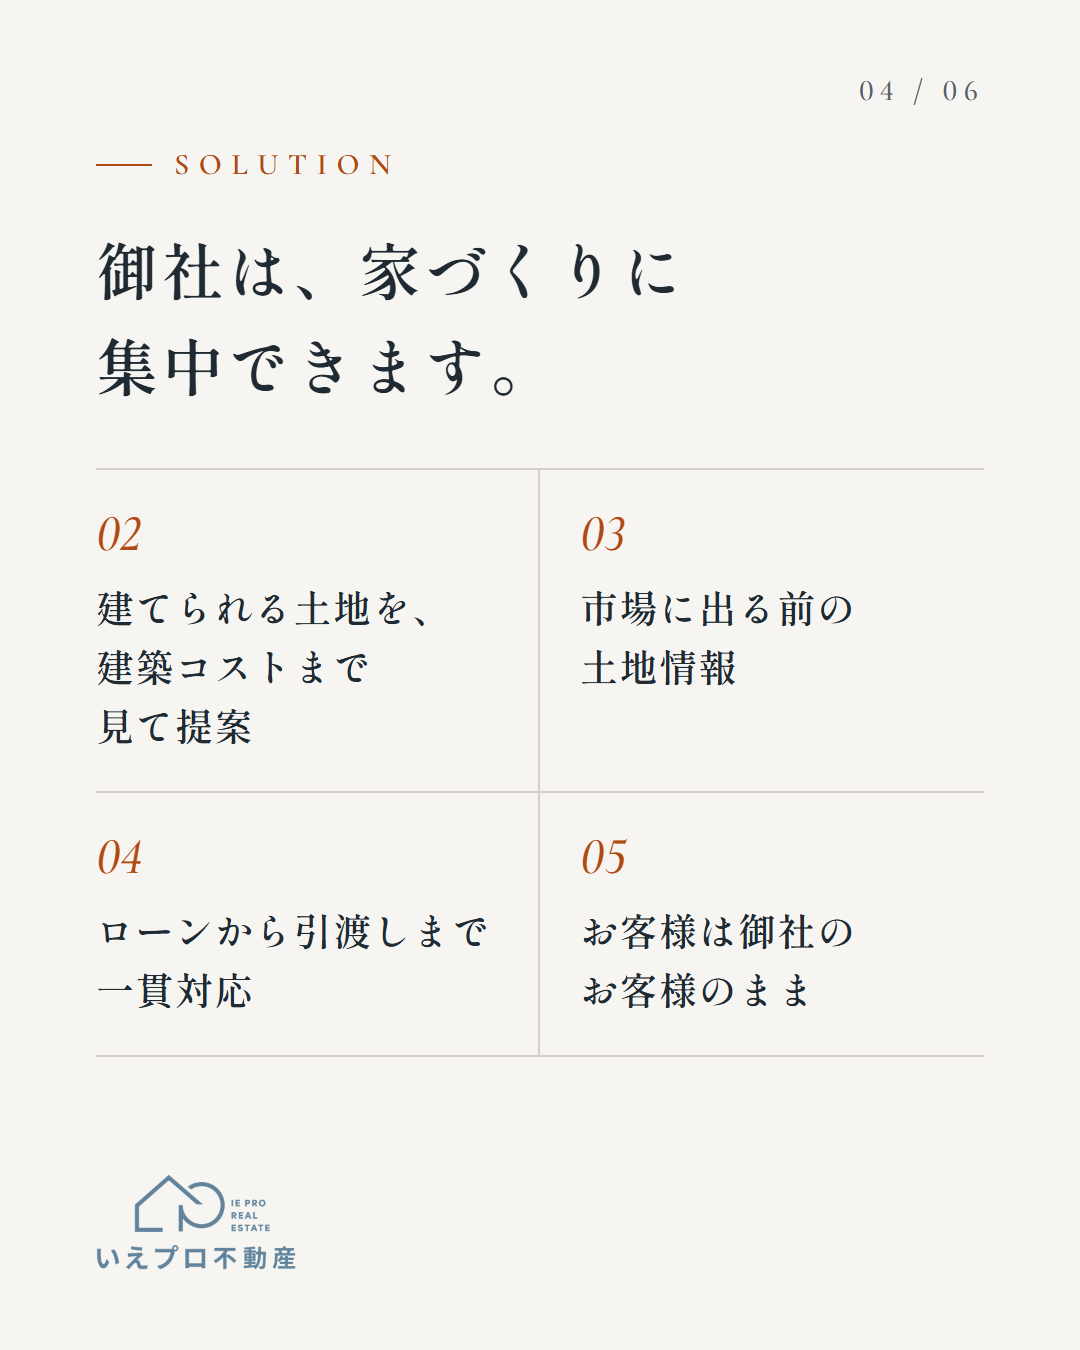 04 / 06
SOLUTION
御社は、家づくりに
集中できます。
02
建てられる土地を、
建築コストまで
見て提案
03
市場に出る前の
土地情報
04
ローンから引渡しまで
一貫対応
05
お客様は御社の
お客様のまま
IE PRO
REAL
ESTATE
いえプロ不動産